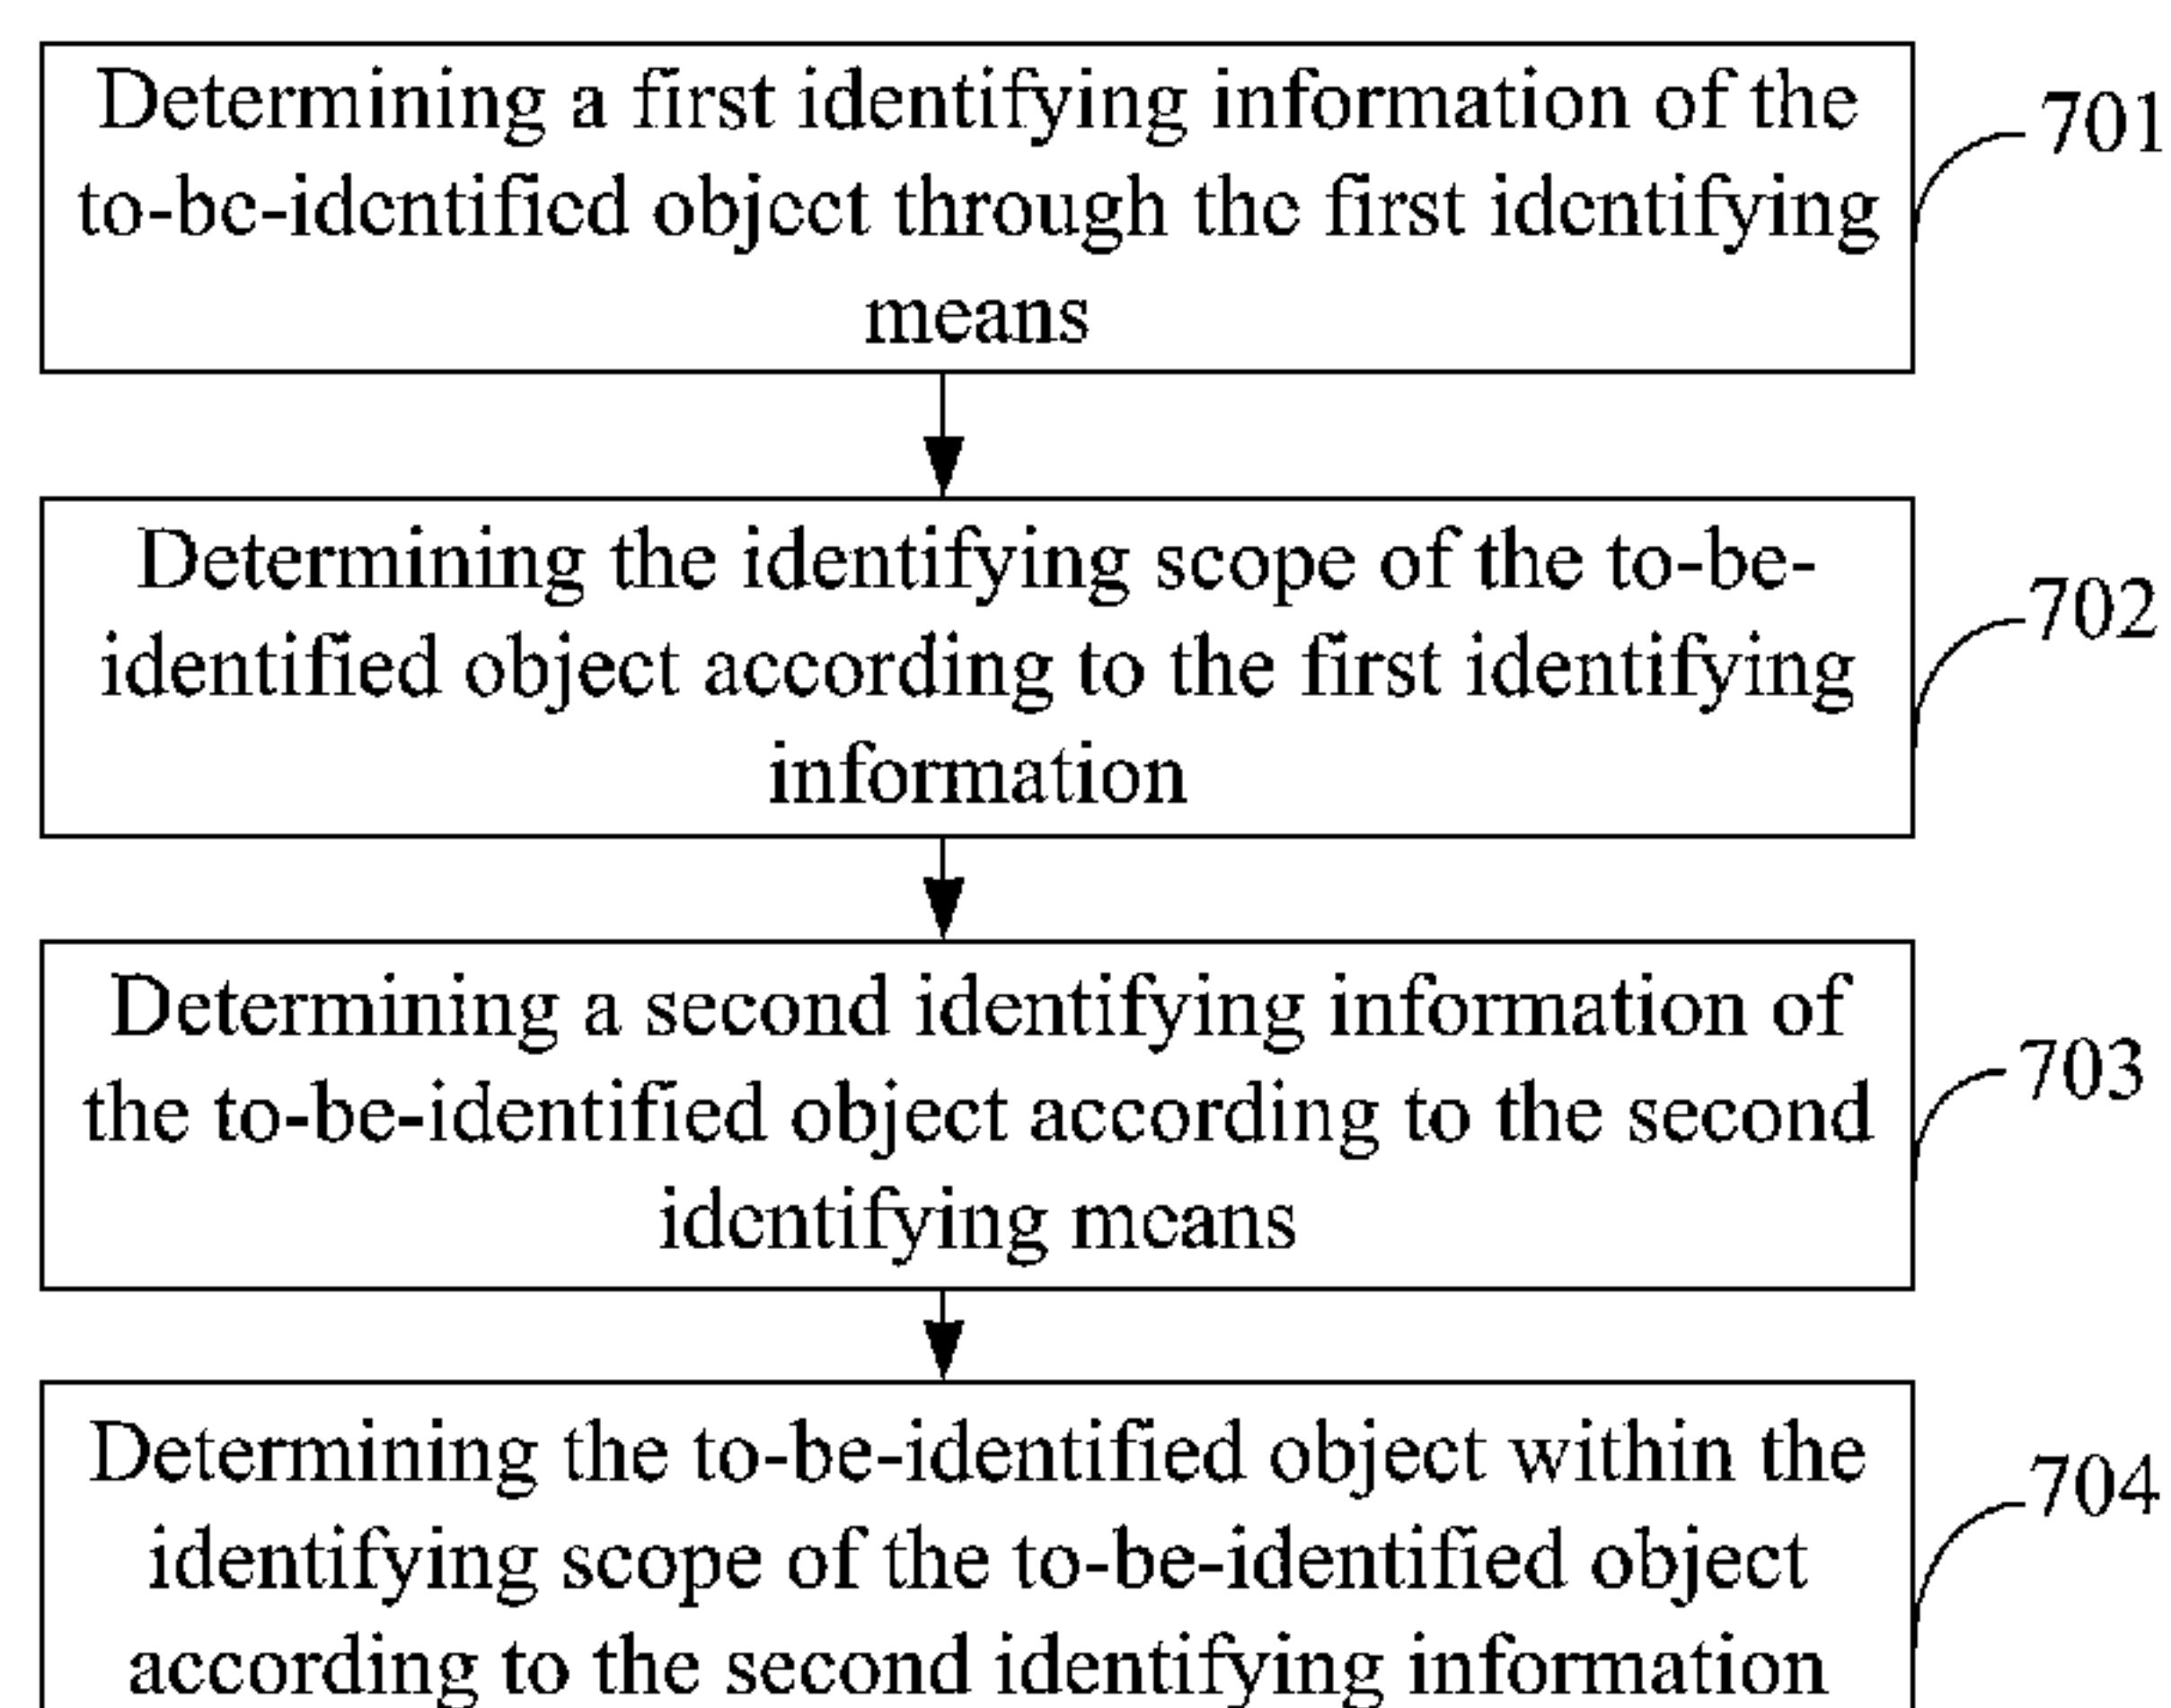 Determining a first identifying information of the
to-be-identified object through the first identifying
means
701
Determining the identifying scope of the to-be-
identified object according to the first identifying
information
702
Determining a second identifying information of
the to-be-identified object according to the second
identifying means
703
Determining the to-be-identified object within the
identifying scope of the to-be-identified object
according to the second identifying information
704